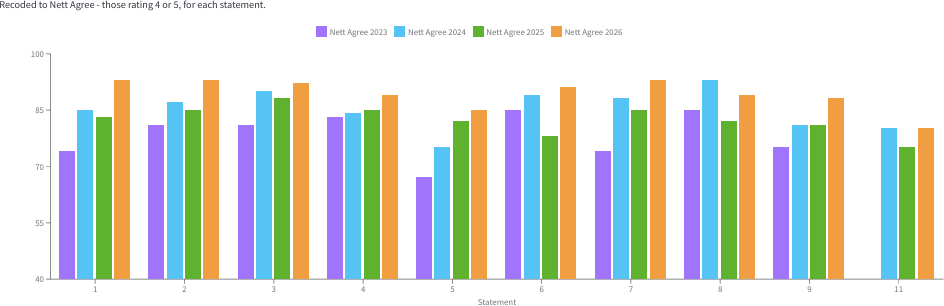 Recoded to Nett Agree - those rating 4 or 5, for each statement.
Nett Agree 2023 Nett Agree 2024 Nett Agree 2025 Nett Agree 2026
100
85
70
55
40
1 2 3 4 5 6 7 8 9 11
Statement